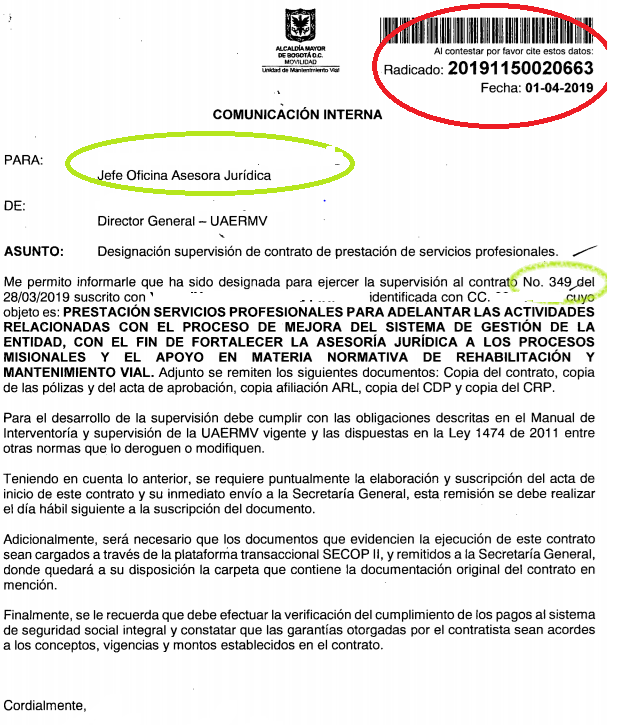 ALCALDÍA MAYOR
DE BOGOTÁ D.C.
MOVILIDAD
Unidad de Mantenimiento Vial
Al contestar por favor cite estos datos:
Radicado: 20191150020663
Fecha: 01-04-2019
COMUNICACIÓN INTERNA
PARA:
Jefe Oficina Asesora Jurídica
DE:
Director General – UAERMV
ASUNTO: Designación supervisión de contrato de prestación de servicios profesionales.
Me permito informarle que ha sido designada para ejercer la supervisión al contrato No. 349 del
28/03/2019 suscrito con identificada con CC. cuyo
objeto es: PRESTACIÓN SERVICIOS PROFESIONALES PARA ADELANTAR LAS ACTIVIDADES
RELACIONADAS CON EL PROCESO DE MEJORA DEL SISTEMA DE GESTIÓN DE LA
ENTIDAD, CON EL FIN DE FORTALECER LA ASESORÍA JURÍDICA A LOS PROCESOS
MISIONALES Y EL APOYO EN MATERIA NORMATIVA DE REHABILITACIÓN Y
MANTENIMIENTO VIAL. Adjunto se remiten los siguientes documentos: Copia del contrato, copia
de las pólizas y del acta de aprobación, copia afiliación ARL, copia del CDP y copia del CRP.
Para el desarrollo de la supervisión debe cumplir con las obligaciones descritas en el Manual de
Interventoría y supervisión de la UAERMV vigente y las dispuestas en la Ley 1474 de 2011 entre
otras normas que lo deroguen o modifiquen.
Teniendo en cuenta lo anterior, se requiere puntualmente la elaboración y suscripción del acta de
inicio de este contrato y su inmediato envío a la Secretaría General, esta remisión se debe realizar
el día hábil siguiente a la suscripción del documento.
Adicionalmente, será necesario que los documentos que evidencien la ejecución de este contrato
sean cargados a través de la plataforma transaccional SECOP II, y remitidos a la Secretaría General,
donde quedará a su disposición la carpeta que contiene la documentación original del contrato en
mención.
Finalmente, se le recuerda que debe efectuar la verificación del cumplimiento de los pagos al sistema
de seguridad social integral y constatar que las garantías otorgadas por el contratista sean acordes
a los conceptos, vigencias y montos establecidos en el contrato.
Cordialmente,